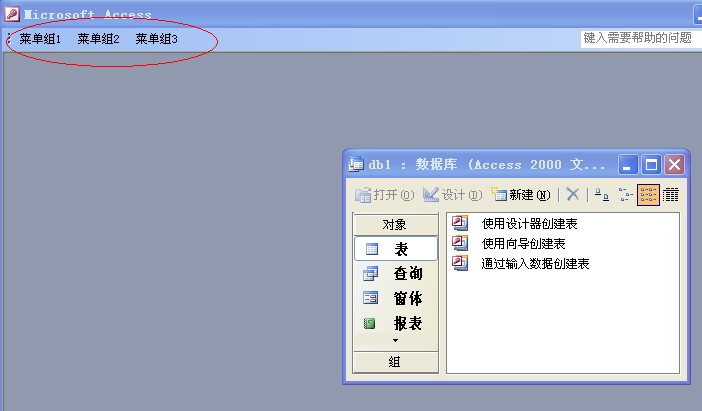 Microsoft Access
菜单组1 菜单组2 菜单组3 键入需要帮助的问题
db1 : 数据库 (Access 2000 文...
打开(O) 设计(D) 新建(N)
对象
表
查询
窗体
报表
组
使用设计器创建表
使用向导创建表
通过输入数据创建表